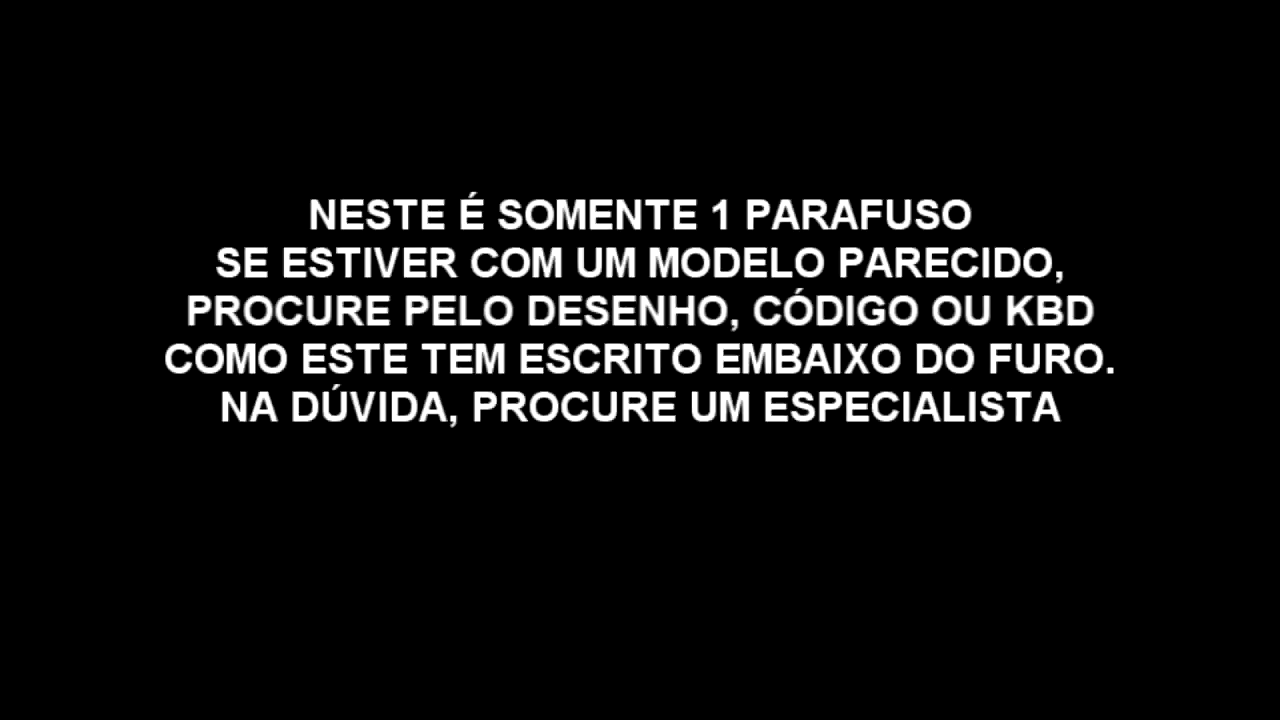 NESTE É SOMENTE 1 PARAFUSO
SE ESTIVER COM UM MODELO PARECIDO,
PROCURE PELO DESENHO, CÓDIGO OU KBD
COMO ESTE TEM ESCRITO EMBAIXO DO FURO.
NA DÚVIDA, PROCURE UM ESPECIALISTA